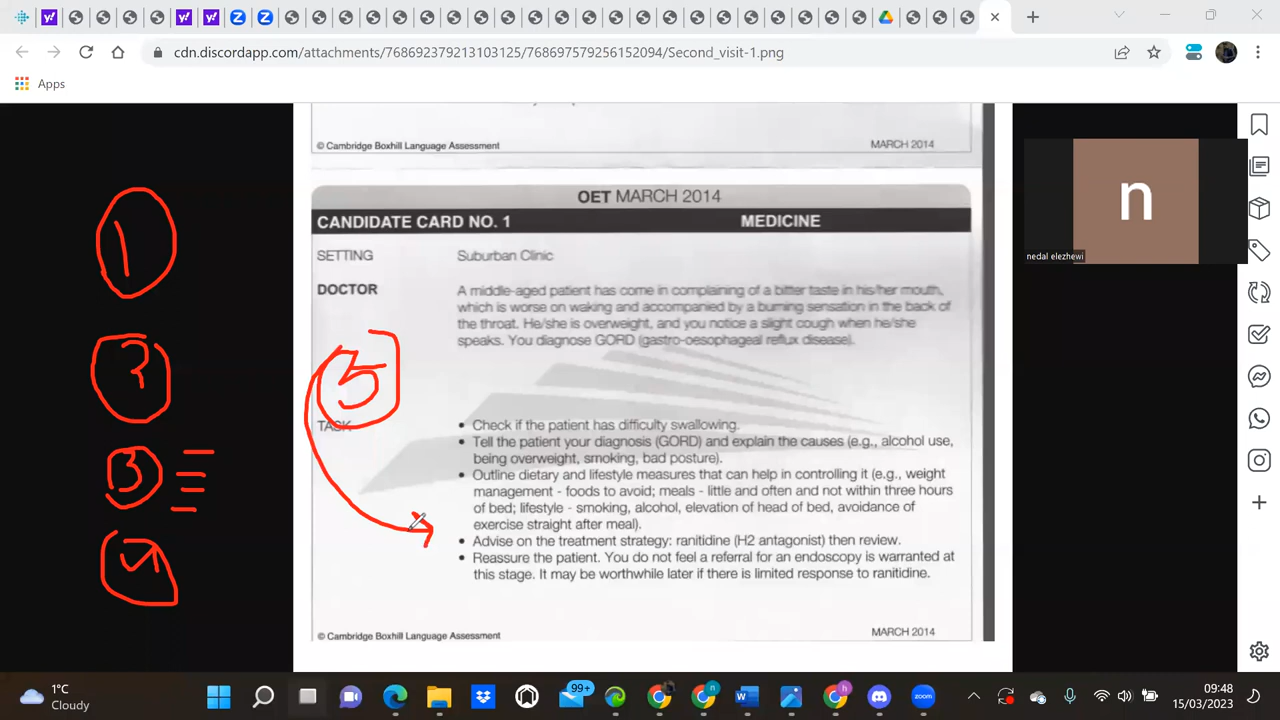 cdn.discordapp.com/attachments/768692379213103125/768697579256152094/Second_visit-1.png
Apps
© Cambridge Boxhill Language Assessment
MARCH 2014
OET MARCH 2014
CANDIDATE CARD NO. 1 MEDICINE
SETTING Suburban Clinic
DOCTOR A middle-aged patient has come in complaining of a bitter taste in his/her mouth,
which is worse on waking and accompanied by a burning sensation in the back of
the throat. He/she is overweight, and you notice a slight cough when he/she
speaks. You diagnose GORD (gastro-oesophageal reflux disease).
TASK • Check if the patient has difficulty swallowing.
• Tell the patient your diagnosis (GORD) and explain the causes (e.g., alcohol use,
being overweight, smoking, bad posture).
• Outline dietary and lifestyle measures that can help in controlling it (e.g., weight
management - foods to avoid; meals - little and often and not within three hours
of bed; lifestyle - smoking, alcohol, elevation of head of bed, avoidance of
exercise straight after meal).
• Advise on the treatment strategy: ranitidine (H2 antagonist) then review.
• Reassure the patient. You do not feel a referral for an endoscopy is warranted at
this stage. It may be worthwhile later if there is limited response to ranitidine.
© Cambridge Boxhill Language Assessment
MARCH 2014
1
2
3
4
5
n
nedal elezhewi
1°C
Cloudy
99+
09:48
15/03/2023